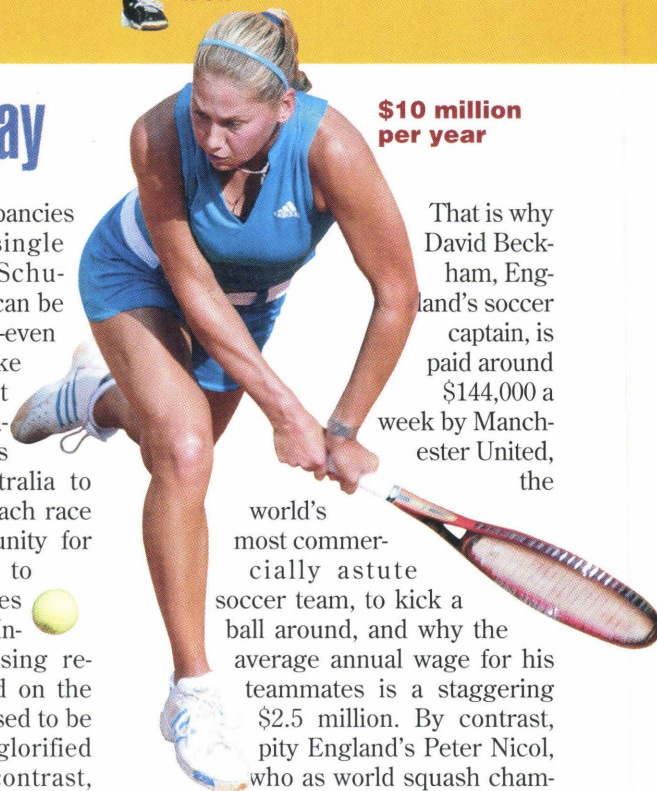 ay
$10 million
per year
pancies
single
Schu-
can be
-even
ke
t
-
s
tralia to
ach race
unity for
to
es
in-
sing re-
d on the
sed to be
glorified
contrast,
That is why
David Beck-
ham, Eng-
land's soccer
captain, is
paid around
$144,000 a
week by Manch-
ester United,
the
world's
most commer-
cially astute
soccer team, to kick a
ball around, and why the
average annual wage for his
teammates is a staggering
$2.5 million. By contrast,
pity England's Peter Nicol,
who as world squash cham-
adidas